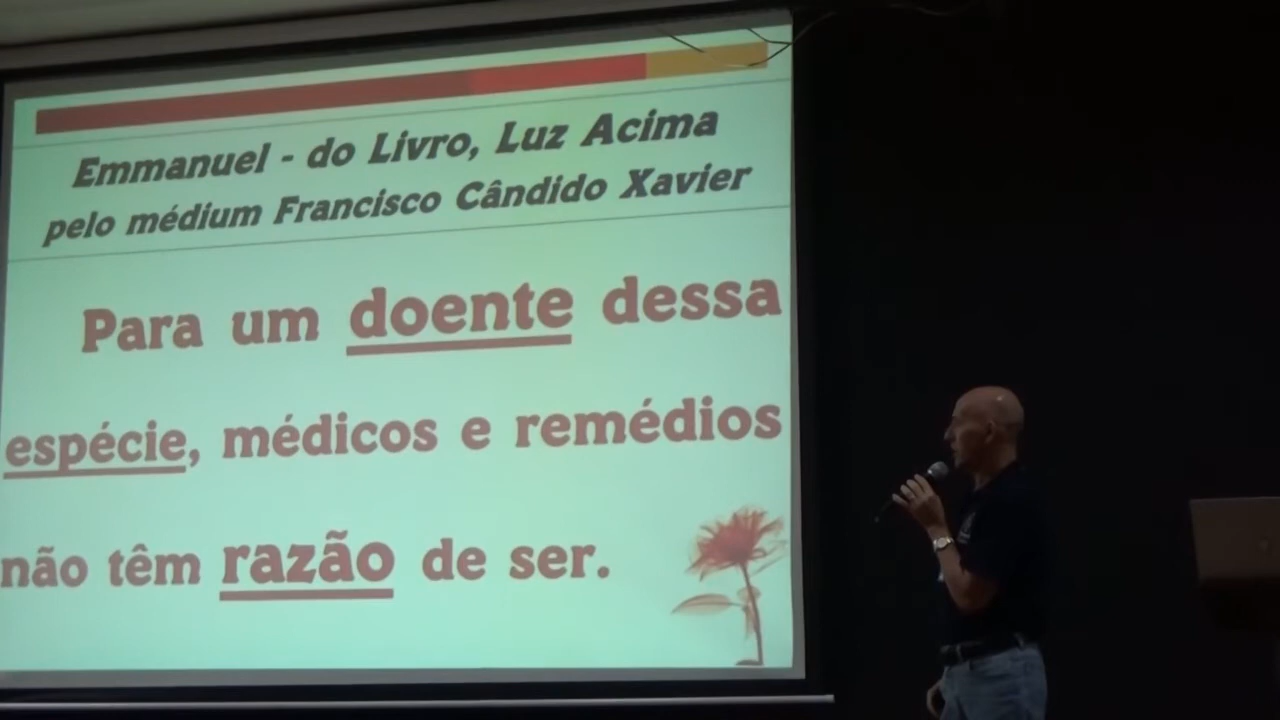 Emmanuel - do Livro, Luz Acima
pelo médium Francisco Cândido Xavier
Para um doente dessa
espécie, médicos e remédios
não têm razão de ser.